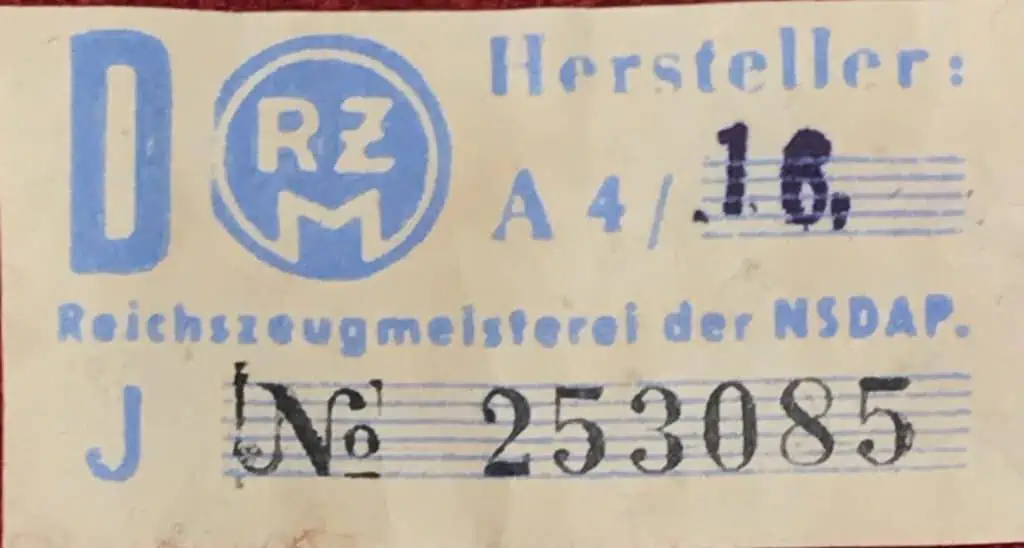 D RZM Hersteller:
A 4 / .16.
Reichszeugmeisterei der NSDAP.
J № 253085